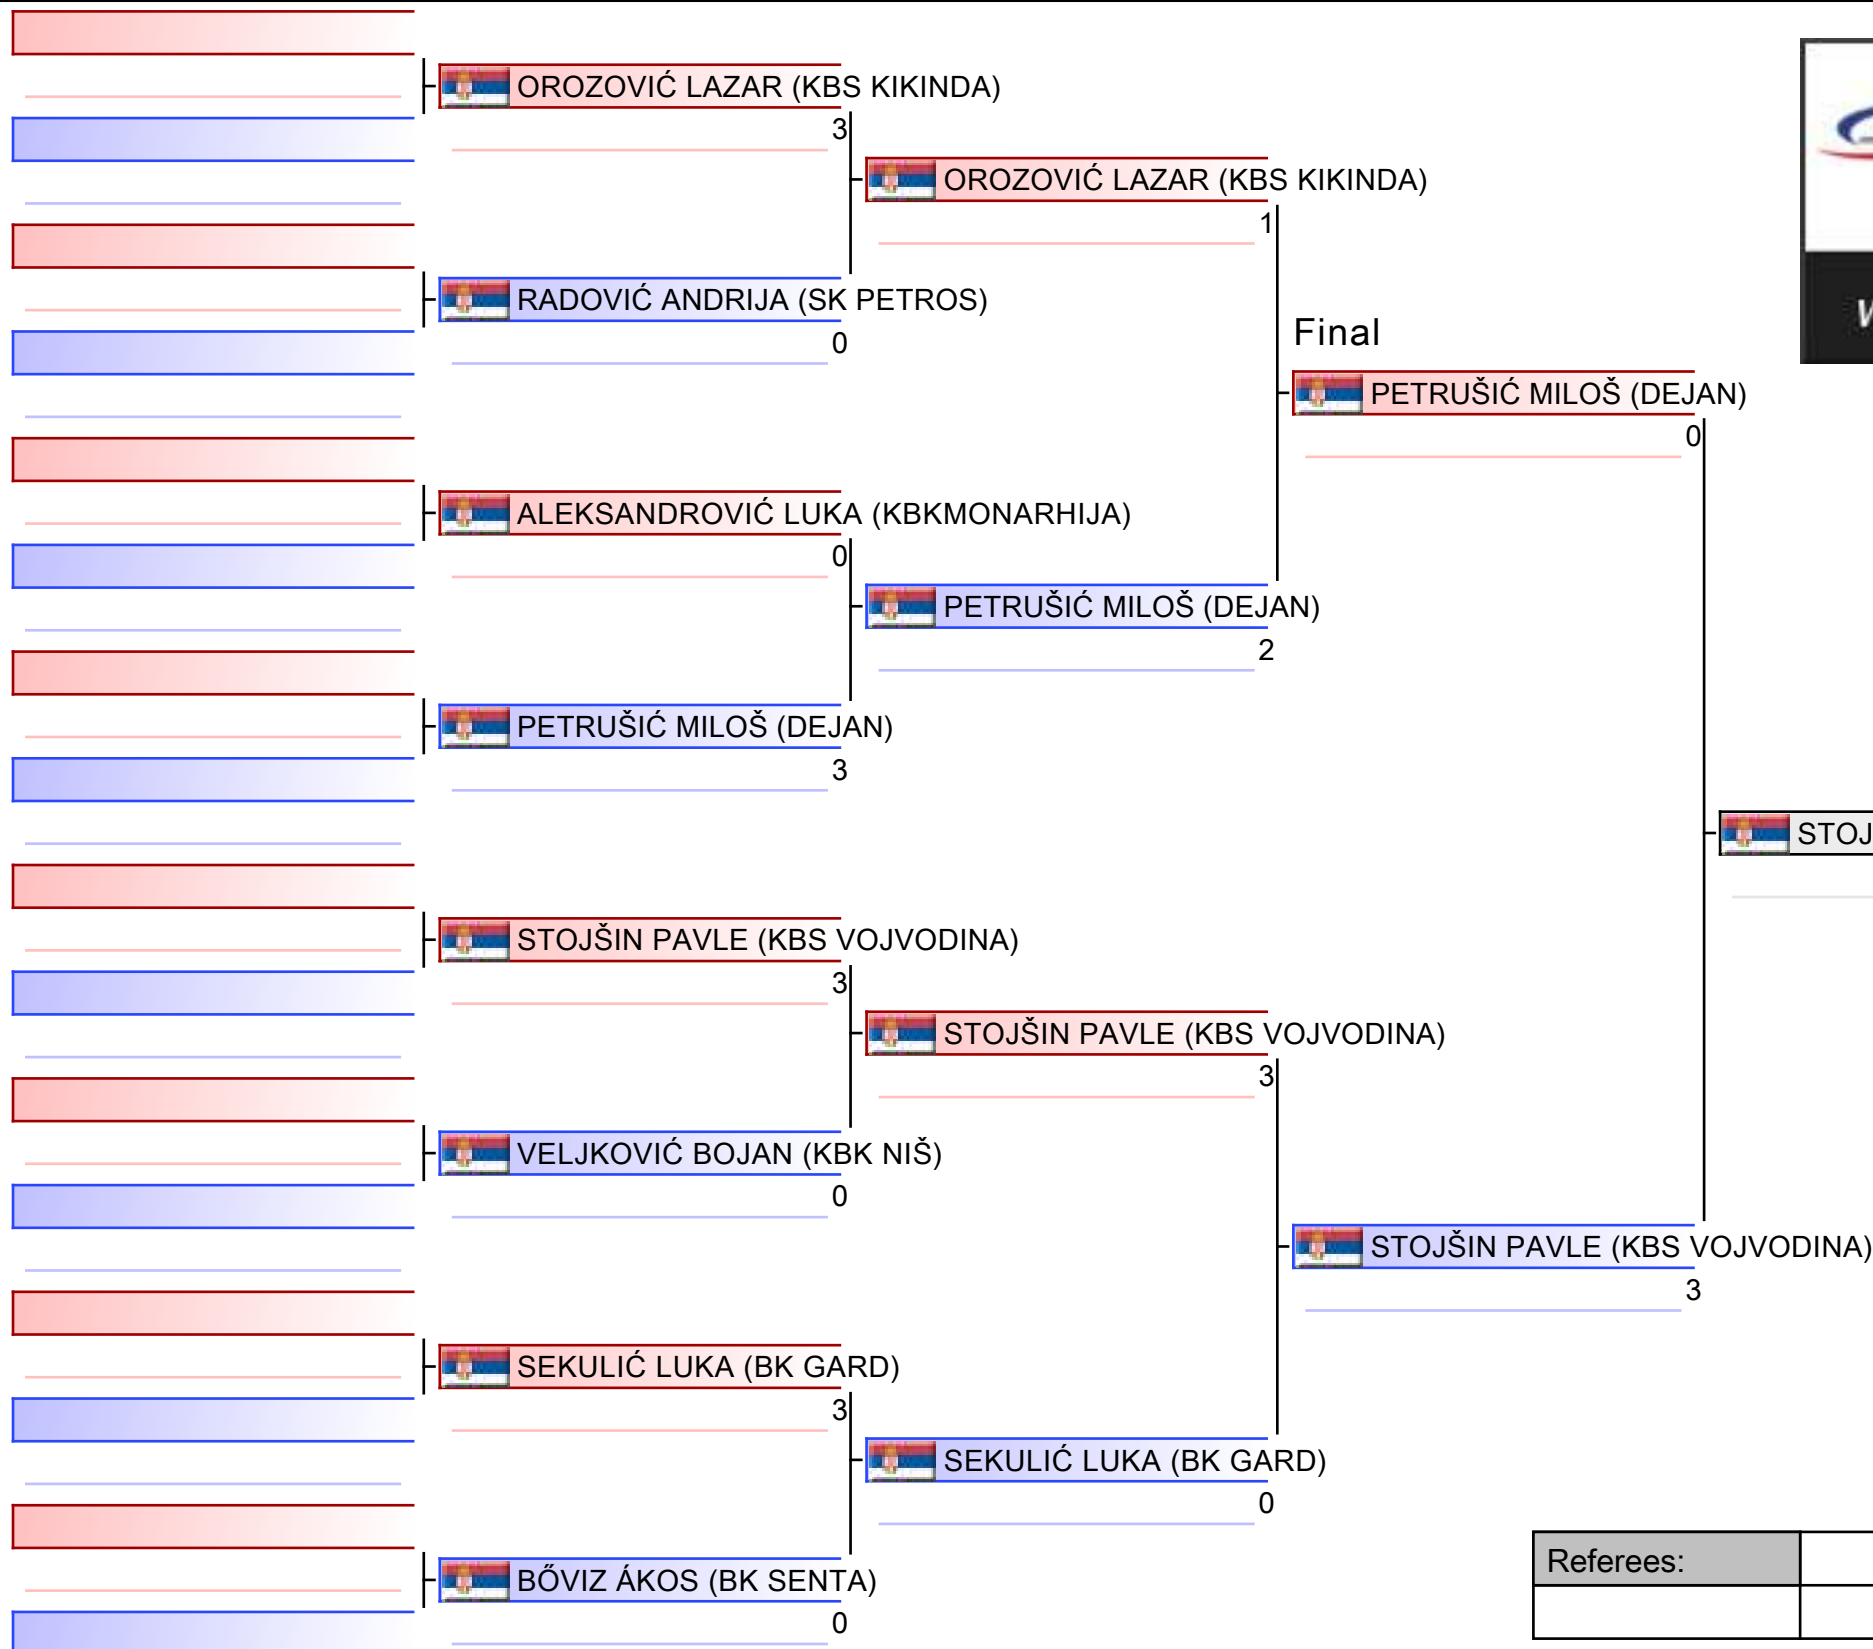 OROZOVIĆ LAZAR (KBS KIKINDA)
3
OROZOVIĆ LAZAR (KBS KIKINDA)
1
RADOVIĆ ANDRIJA (SK PETROS)
0
Final
PETRUŠIĆ MILOŠ (DEJAN)
0
ALEKSANDROVIĆ LUKA (KBKMONARHIJA)
0
PETRUŠIĆ MILOŠ (DEJAN)
2
PETRUŠIĆ MILOŠ (DEJAN)
3
STOJ
STOJŠIN PAVLE (KBS VOJVODINA)
3
STOJŠIN PAVLE (KBS VOJVODINA)
3
VELJKOVIĆ BOJAN (KBK NIŠ)
0
STOJŠIN PAVLE (KBS VOJVODINA)
3
SEKULIĆ LUKA (BK GARD)
3
SEKULIĆ LUKA (BK GARD)
0
BŐVIZ ÁKOS (BK SENTA)
0
Referees: